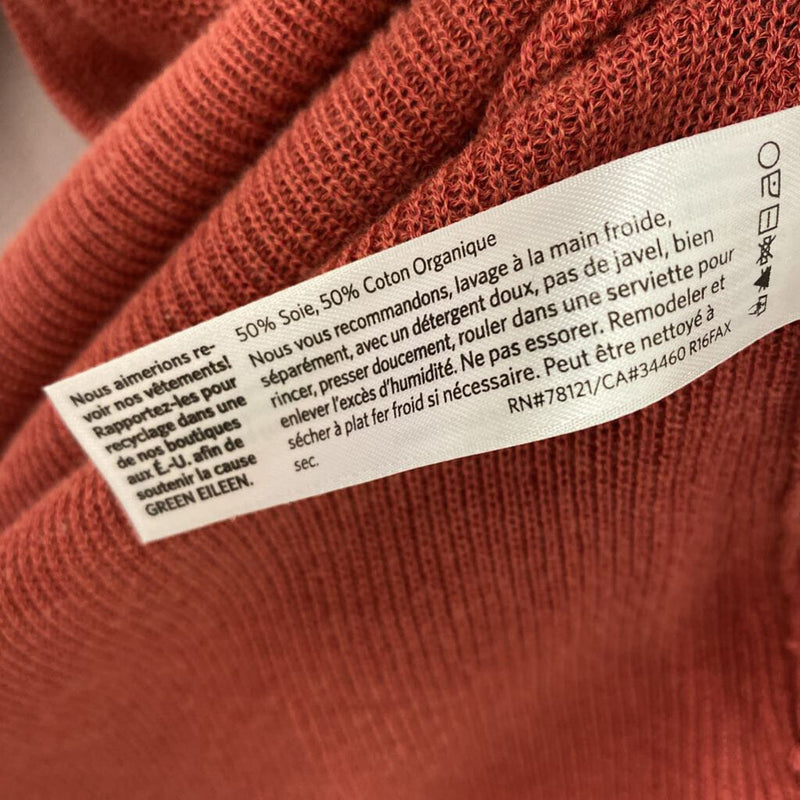 Nous aimerions re-
voir nos vêtements!
Rapportez-les pour
recyclage dans une
de nos boutiques
aux É.-U. afin de
soutenir la cause
GREEN EILEEN.
50% Soie, 50% Coton Organique
Nous vous recommandons, lavage à la main froide,
séparément, avec un détergent doux, pas de javel, bien
rincer, presser doucement, rouler dans une serviette pour
enlever l'excès d'humidité. Ne pas essorer. Remodeler et
sécher à plat fer froid si nécessaire. Peut être nettoyé à
sec.
RN#78121/CA#34460 R16FAX